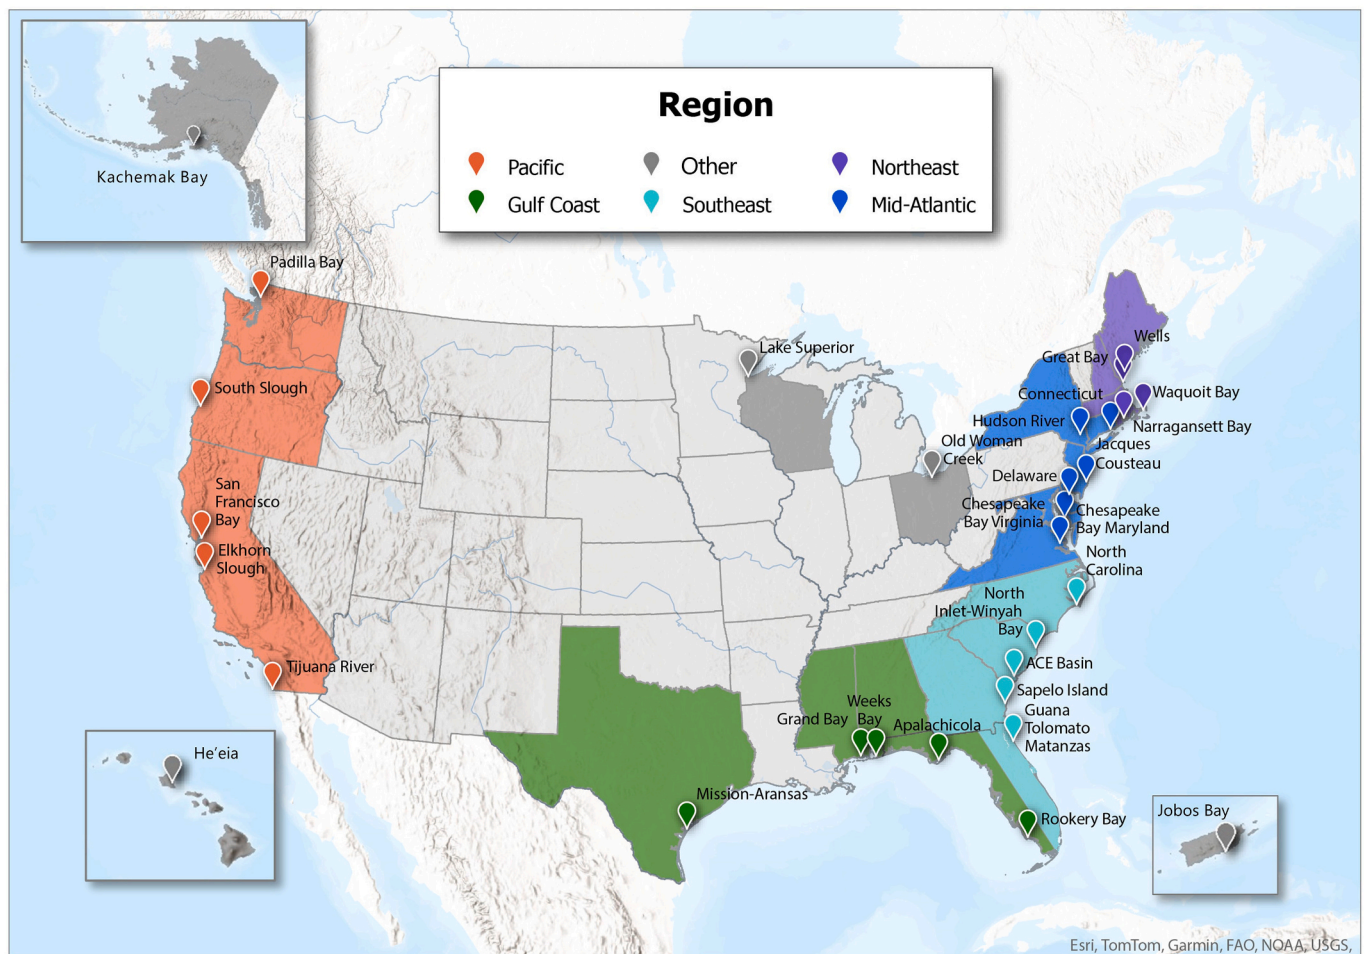 Region
Pacific
Other
Northeast
Gulf Coast
Southeast
Mid-Atlantic
Kachemak Bay
Padilla Bay
South Slough
San
Francisco
Bay
Elkhorn
Slough
Tijuana River
Lake Superior
Old Woman
Creek
Wells
Great Bay
Connecticut
Waquoit Bay
Hudson River
Narragansett Bay
Jacques
Cousteau
Delaware
Chesapeake
Bay Virginia
Chesapeake
Bay Maryland
North
Carolina
North
Inlet-Winyah
Bay
ACE Basin
Sapelo Island
Guana
Tolomato
Matanzas
Weeks
Bay
Grand Bay
Apalachicola
Mission-Aransas
Rookery Bay
He'eia
Jobos Bay
Esri, TomTom, Garmin, FAO, NOAA, USGS,